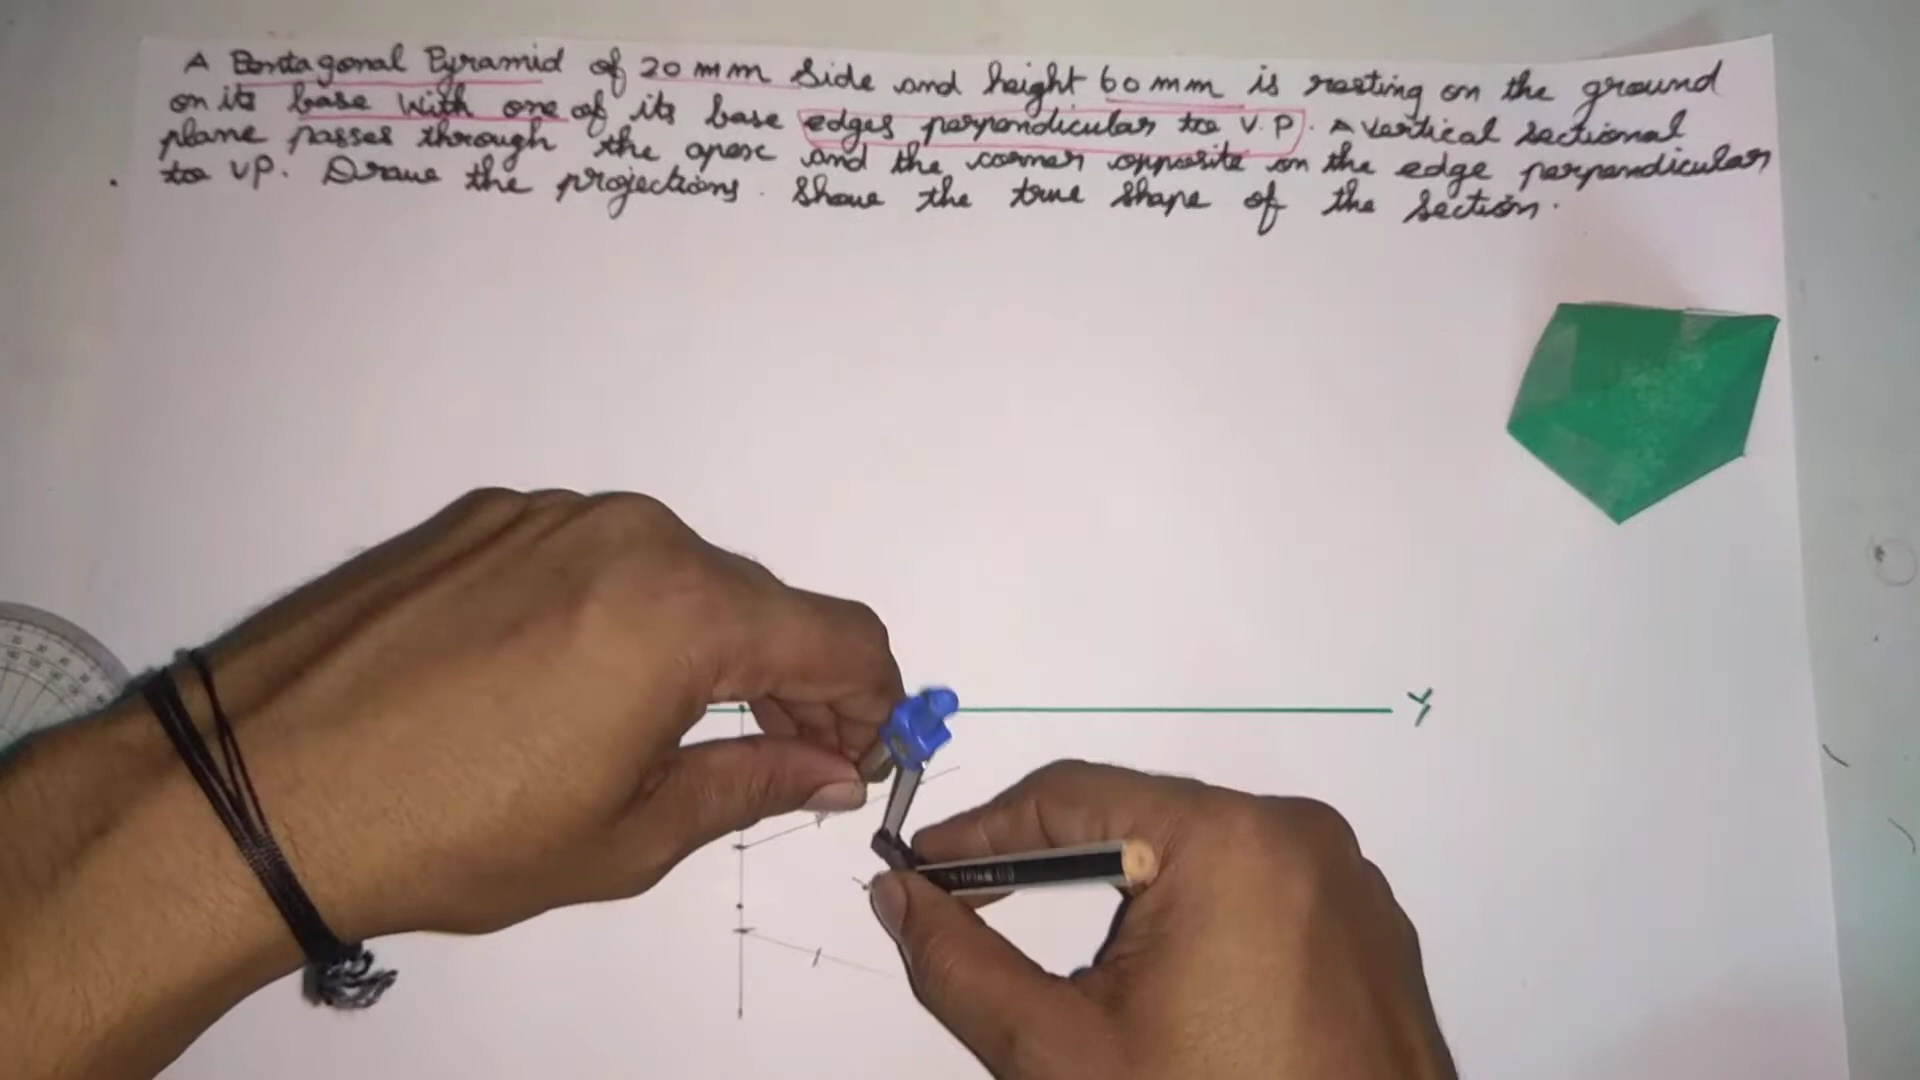 A Pentagonal Pyramid of 20 mm Side and height 60 mm is resting on the ground
on its base with one of its base edges perpendicular to V.P. A vertical sectional
plane passes through the apex and the corner opposite on the edge perpendicular
to VP. Draw the projections. Show the true shape of the section.
Y